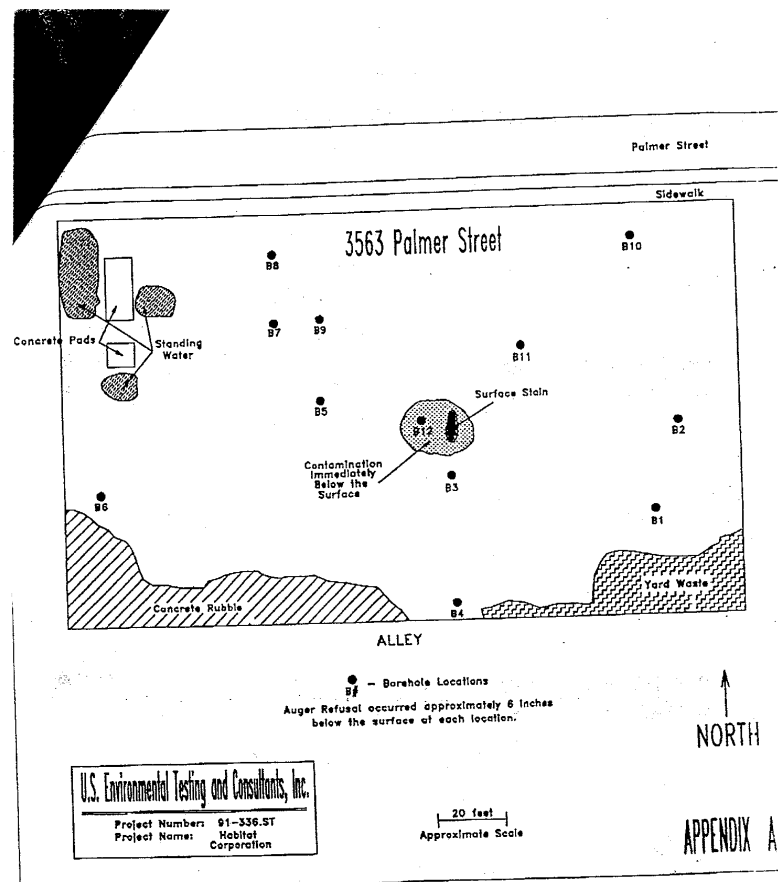 Palmer Street
Sidewalk
3563 Palmer Street
B8
B10
B7
B9
B11
Concrete Pads
Standing
Water
Surface Stain
B5
B12
B2
Contamination
Immediately
Below the
Surface
B3
B6
B1
Yard Waste
Concrete Rubble
B4
ALLEY
B# – Borehole Locations
Auger Refusal occurred approximately 6 inches
below the surface at each location.
NORTH
U.S. Environmental Testing and Consultants, Inc.
Project Number: 91-336.ST
Project Name: Habitat
Corporation
20 feet
Approximate Scale
APPENDIX A